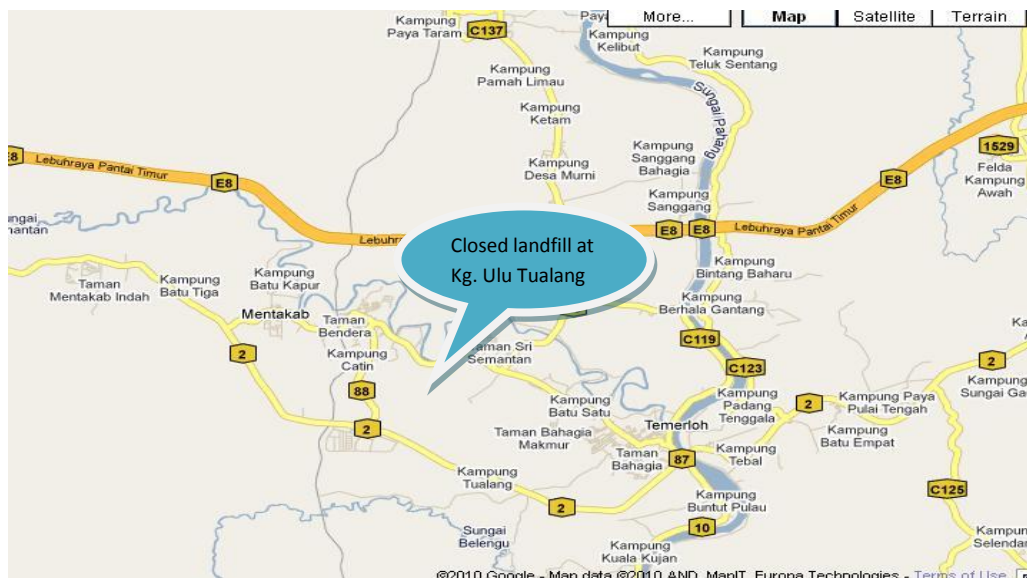 More...
Map
Satellite
Terrain
Kampung
Paya Taram
C137
Kampung
Kelibut
Kampung
Teluk Sentang
Kampung
Pamah Limau
Kampung
Ketam
Sungai Pahang
Kampung
Sanggang
Bahagia
1529
Felda
Kampung
Awah
E8
Lebuhraya Pantai Timur
E8
Kampung
Desa Murni
E8
Kampung
Sanggang
E8
E8
Lebuhraya Pantai Timur
Closed landfill at
Kg. Ulu Tualang
Kampung
Bintang Baharu
Taman
Mentakab Indah
Kampung
Batu Tiga
Kampung
Batu Kapur
Mentakab
Taman
Bendera
Kampung
Berhala Gantang
C119
2
Kampung
Catin
Taman Sri
Semantan
C123
2
88
Kampung
Batu Satu
Kampung
Padang
Tenggala
2
Kampung Paya
Pulai Tengah
Kampung
Sungai Ga
2
Taman Bahagia
Makmur
Temerloh
Kampung
Batu Empat
Taman
Bahagia
87
Kampung
Tebal
Kampung
Tualang
2
Kampung
Buntut Pulau
C125
Sungai
Belengu
10
Kampung
Kuala Kujan
Kampun
Selendar
©2010 Google - Map data ©2010 AND, MapIT, Europa Technologies - Terms of Use